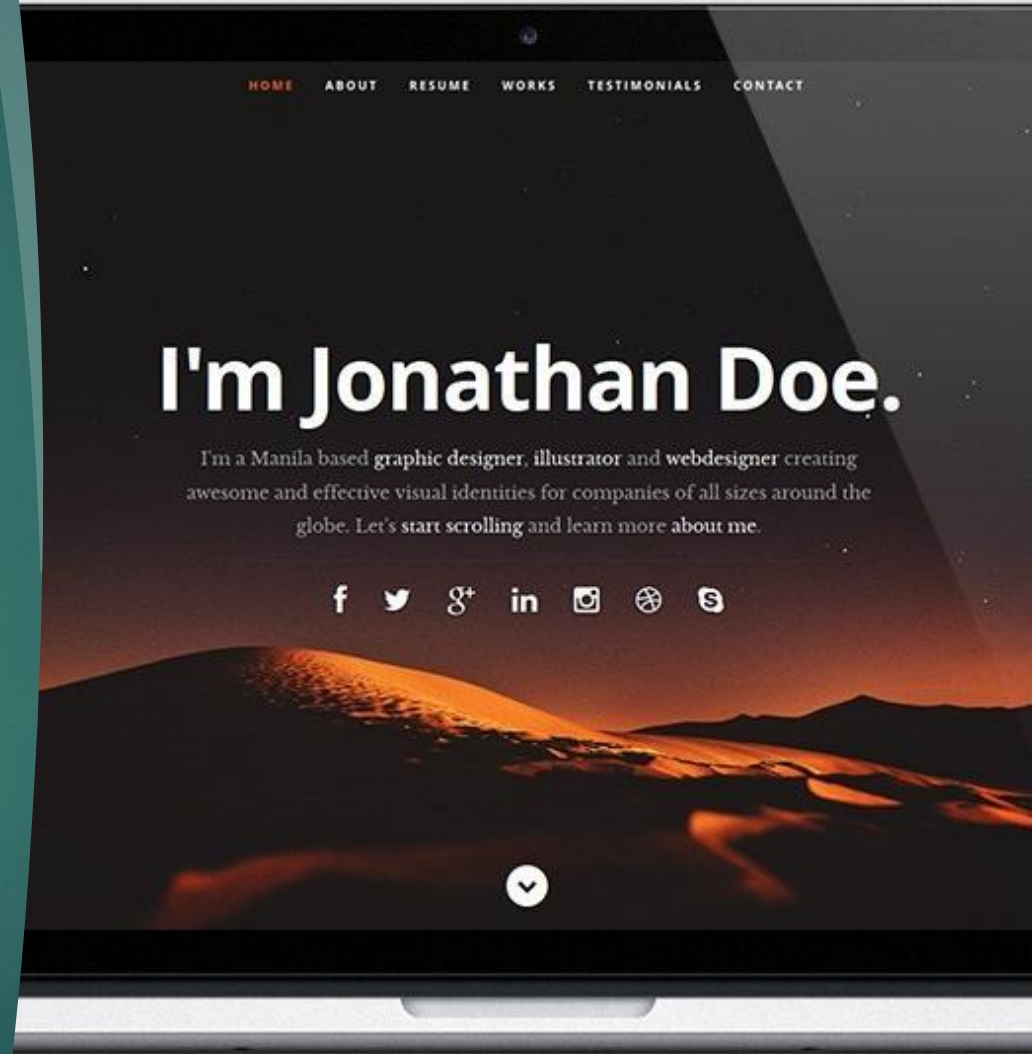 HOME ABOUT RESUME WORKS TESTIMONIALS CONTACT
I'm Jonathan Doe.
I'm a Manila based graphic designer, illustrator and webdesigner creating
awesome and effective visual identities for companies of all sizes around the
globe. Let's start scrolling and learn more about me.
f g+ in